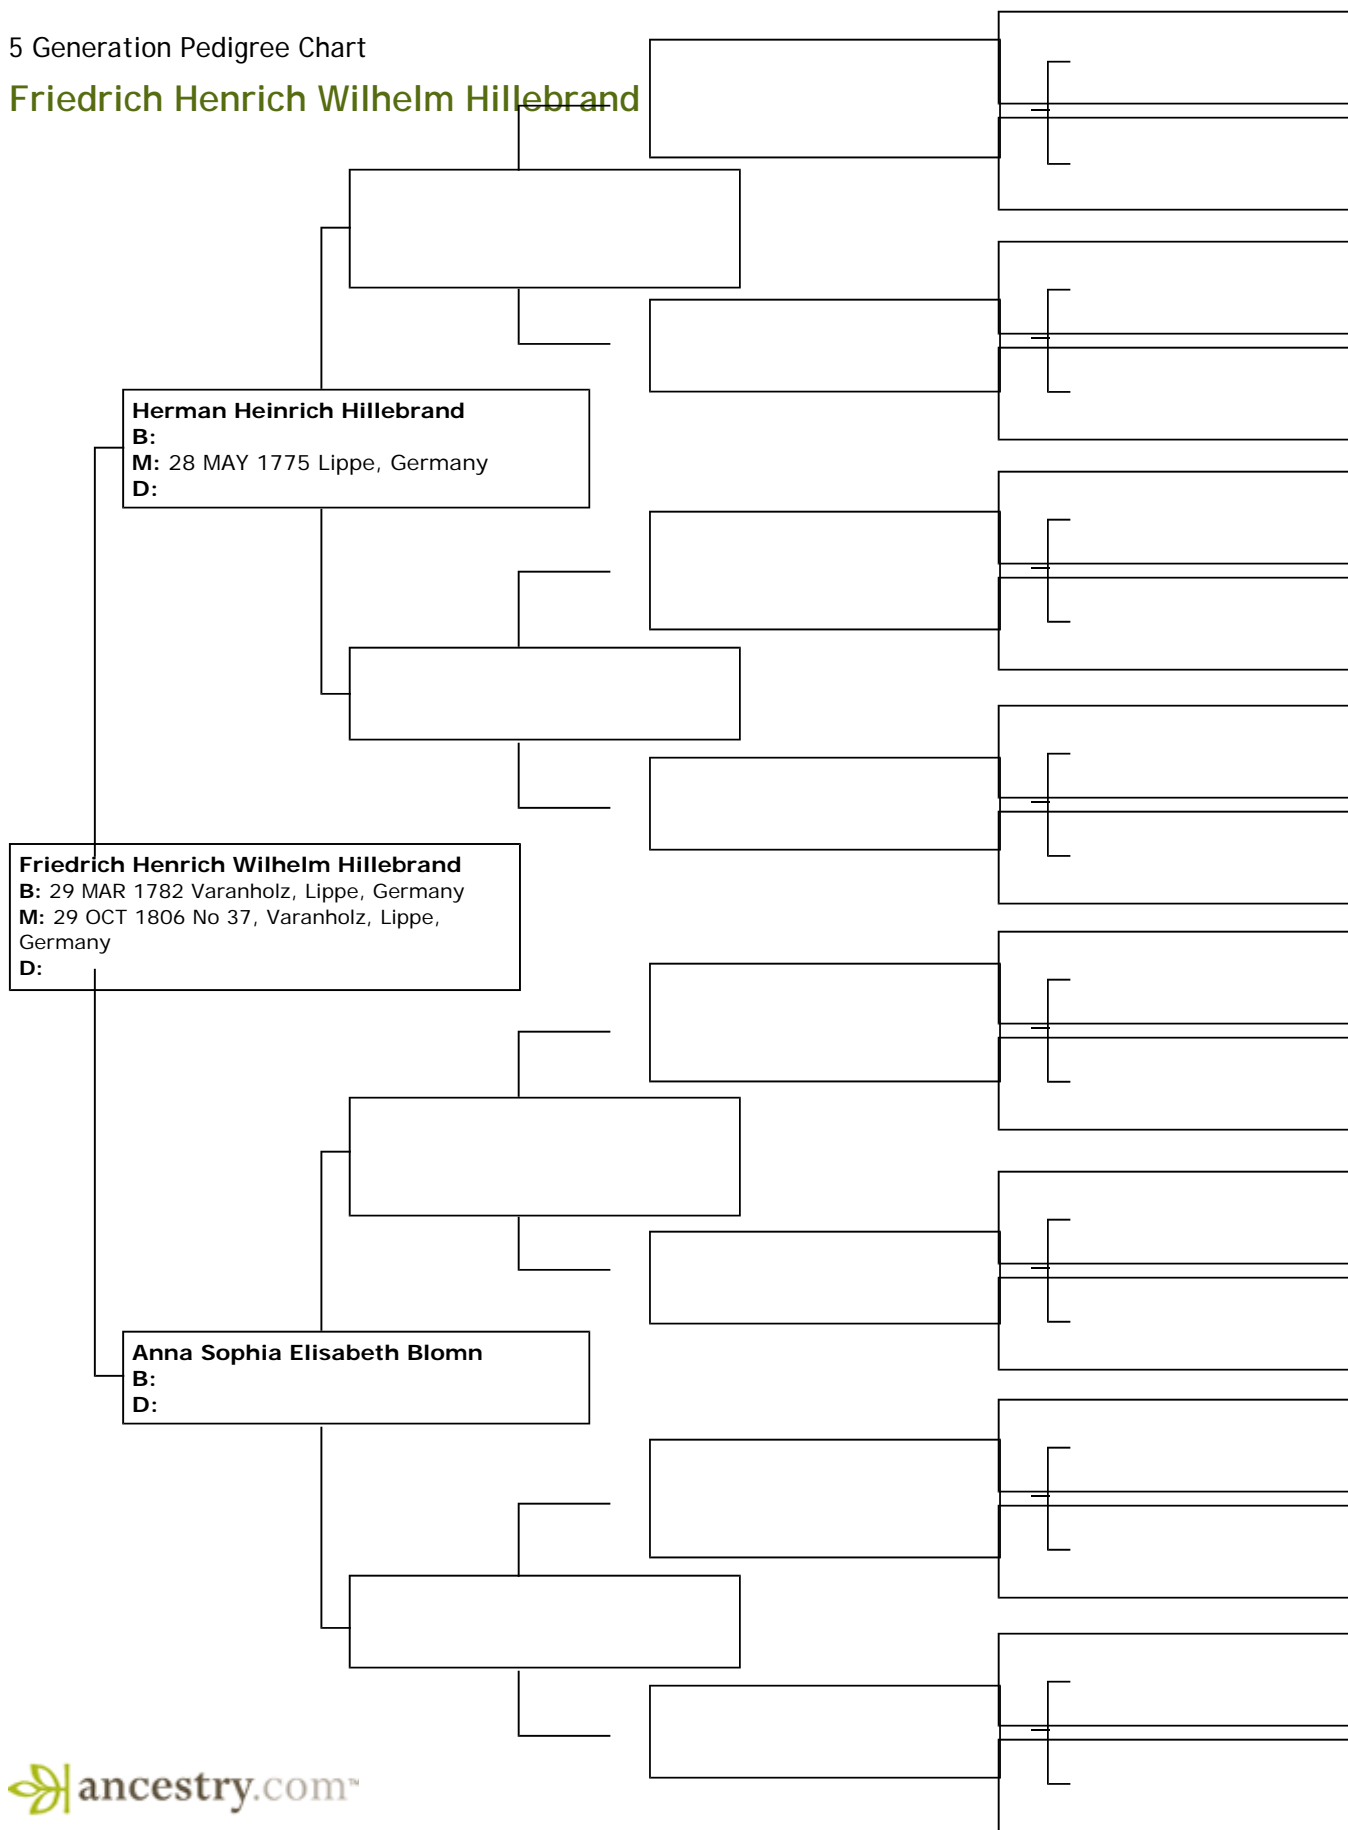 5 Generation Pedigree Chart
Friedrich Henrich Wilhelm Hillebrand
Herman Heinrich Hillebrand
B:
M: 28 MAY 1775 Lippe, Germany
D:
Friedrich Henrich Wilhelm Hillebrand
B: 29 MAR 1782 Varanholz, Lippe, Germany
M: 29 OCT 1806 No 37, Varanholz, Lippe,
Germany
D:
Anna Sophia Elisabeth Blomn
B:
D:
ancestry.com™